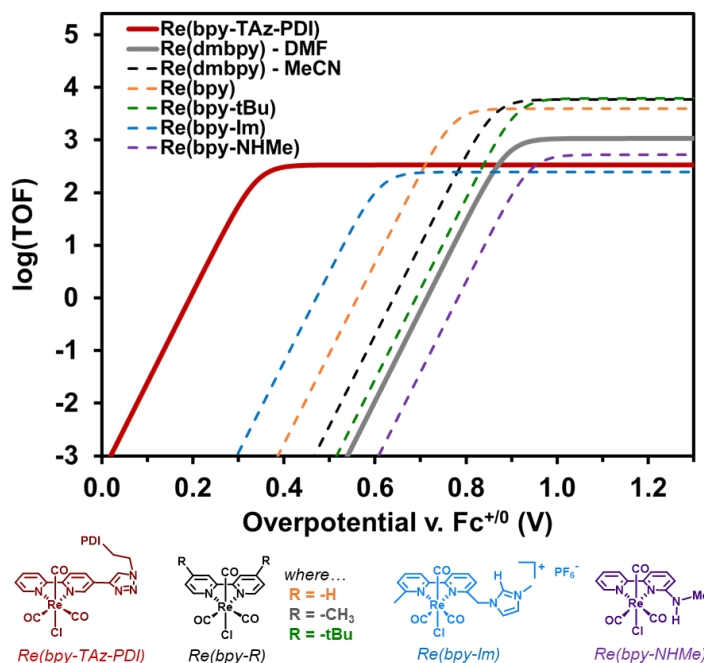 5
4
3
2
1
0
-1
-2
-3
log(TOF)
Re(bpy-TAz-PDI)
Re(dmbpy) - DMF
Re(dmbpy) - MeCN
Re(bpy)
Re(bpy-tBu)
Re(bpy-Im)
Re(bpy-NHMe)
0.0 0.2 0.4 0.6 0.8 1.0 1.2
Overpotential v. Fc+/0 (V)
PDI
CO
N N N N N
Re
OC CO
Cl
Re(bpy-TAz-PDI)
R R
CO
N N
Re
OC CO
Cl
Re(bpy-R)
where...
R = -H
R = -CH3
R = -tBu
H
+ PF6-
CO
N N N N
Re
OC CO
Cl
Re(bpy-Im)
CO
N N N Me
Re H
OC CO
Cl
Re(bpy-NHMe)